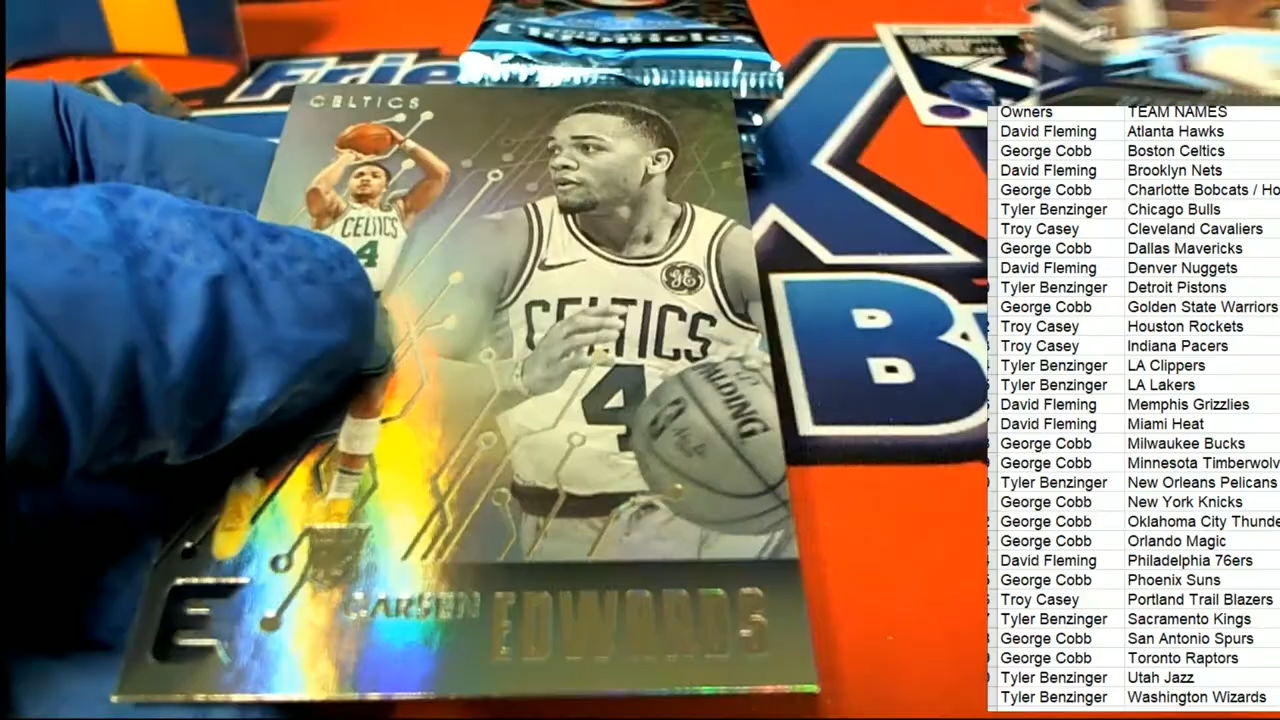 Chronicles
Frie
K
B
CELTICS
CELTICS
4
GE
CELTICS
4
SPALDING
E CARSEN EDWARDS
Owners TEAM NAMES
David Fleming Atlanta Hawks
George Cobb Boston Celtics
David Fleming Brooklyn Nets
George Cobb Charlotte Bobcats / Ho
Tyler Benzinger Chicago Bulls
Troy Casey Cleveland Cavaliers
George Cobb Dallas Mavericks
David Fleming Denver Nuggets
Tyler Benzinger Detroit Pistons
George Cobb Golden State Warriors
Troy Casey Houston Rockets
Troy Casey Indiana Pacers
Tyler Benzinger LA Clippers
Tyler Benzinger LA Lakers
David Fleming Memphis Grizzlies
David Fleming Miami Heat
George Cobb Milwaukee Bucks
George Cobb Minnesota Timberwolv
Tyler Benzinger New Orleans Pelicans
George Cobb New York Knicks
George Cobb Oklahoma City Thunde
George Cobb Orlando Magic
David Fleming Philadelphia 76ers
George Cobb Phoenix Suns
Troy Casey Portland Trail Blazers
Tyler Benzinger Sacramento Kings
George Cobb San Antonio Spurs
George Cobb Toronto Raptors
Tyler Benzinger Utah Jazz
Tyler Benzinger Washington Wizards